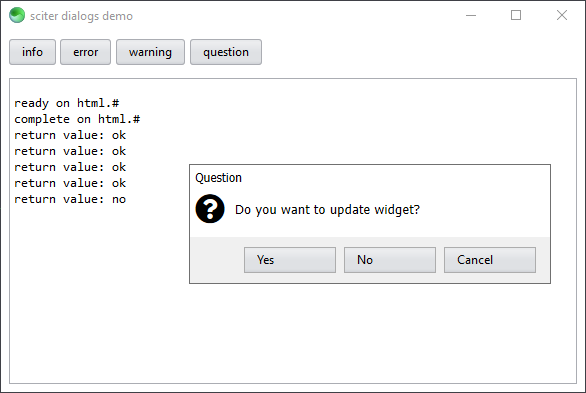 sciter dialogs demo
info error warning question
ready on html.#
complete on html.#
return value: ok
return value: ok
return value: ok
return value: ok
return value: no
Question
Do you want to update widget?
Yes No Cancel